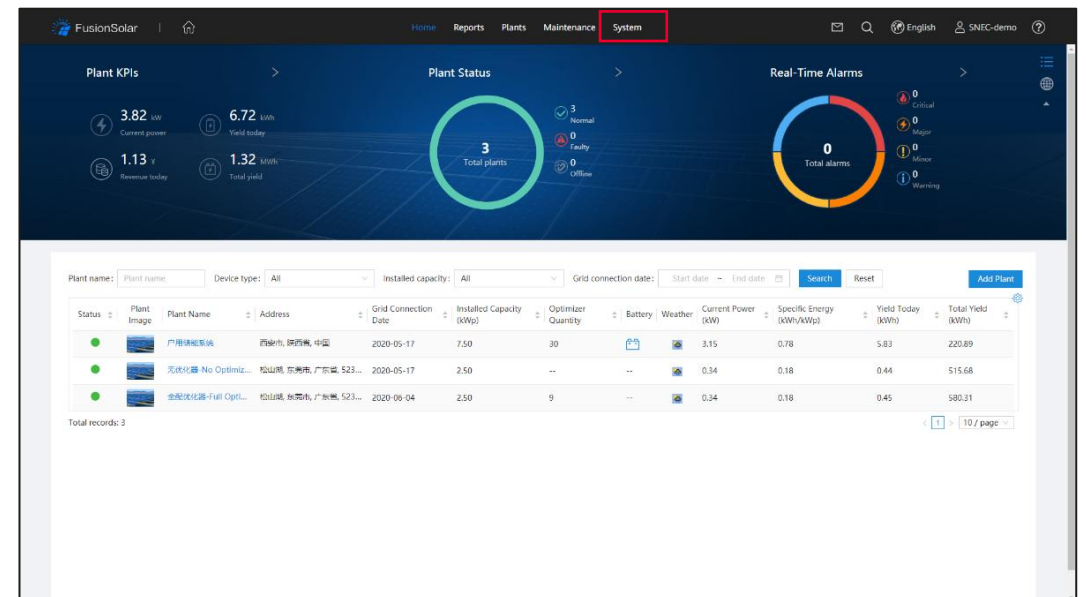 FusionSolar Home Reports Plants Maintenance System English SNEC-demo
Plant KPIs > Plant Status > Real-Time Alarms >
3.82 kW 6.72 kWh 3 0
Current power Yield today Normal Critical
3 0 0 0
Total plants Faulty Total alarms Major
1.13 ¥ 1.32 MWh 0 0
Revenue today Total yield Offline Minor
0
Warning
Plant name: Plant name Device type: All Installed capacity: All Grid connection date: Start date ~ End date Search Reset Add Plant
Status Plant Image Plant Name Address Grid Connection Date Installed Capacity (kWp) Optimizer Quantity Battery Weather Current Power (kW) Specific Energy (kWh/kWp) Yield Today (kWh) Total Yield (kWh)
户用储能系统 西安市, 陕西省, 中国 2020-05-17 7.50 30 3.15 0.78 5.83 220.89
无优化器-No Optimiz... 松山湖, 东莞市, 广东省, 523... 2020-05-17 2.50 -- -- 0.34 0.18 0.44 515.68
全配优化器-Full Opti... 松山湖, 东莞市, 广东省, 523... 2020-06-04 2.50 9 -- 0.34 0.18 0.45 580.31
Total records: 3 < 1 > 10 / page